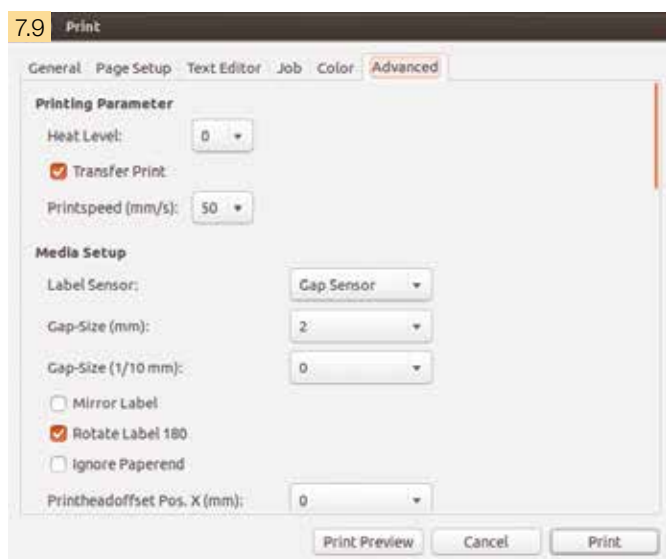 7.9 Print
General Page Setup Text Editor Job Color Advanced
Printing Parameter
Heat Level: 0
Transfer Print
Printspeed (mm/s): 50
Media Setup
Label Sensor: Gap Sensor
Gap-Size (mm): 2
Gap-Size (1/10 mm): 0
Mirror Label
Rotate Label 180
Ignore Paperend
Printheadoffset Pos. X (mm): 0
Print Preview Cancel Print